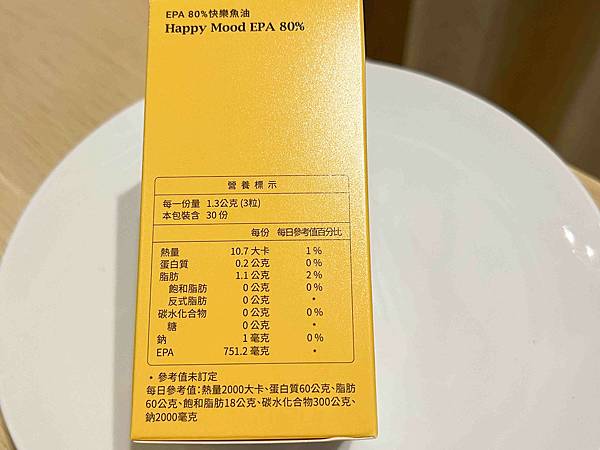 EPA 80%快樂魚油
Happy Mood EPA 80%
營養標示
每一份量 1.3公克 (3粒)
本包裝含 30 份
每份 每日參考值百分比
熱量 10.7 大卡 1 %
蛋白質 0.2 公克 0 %
脂肪 1.1 公克 2 %
飽和脂肪 0 公克 0 %
反式脂肪 0 公克 •
碳水化合物 0 公克 0 %
糖 0 公克 •
鈉 1 毫克 0 %
EPA 751.2 毫克 •
• 參考值未訂定
每日參考值：熱量2000大卡、蛋白質60公克、脂肪
60公克、飽和脂肪18公克、碳水化合物300公克、
鈉2000毫克